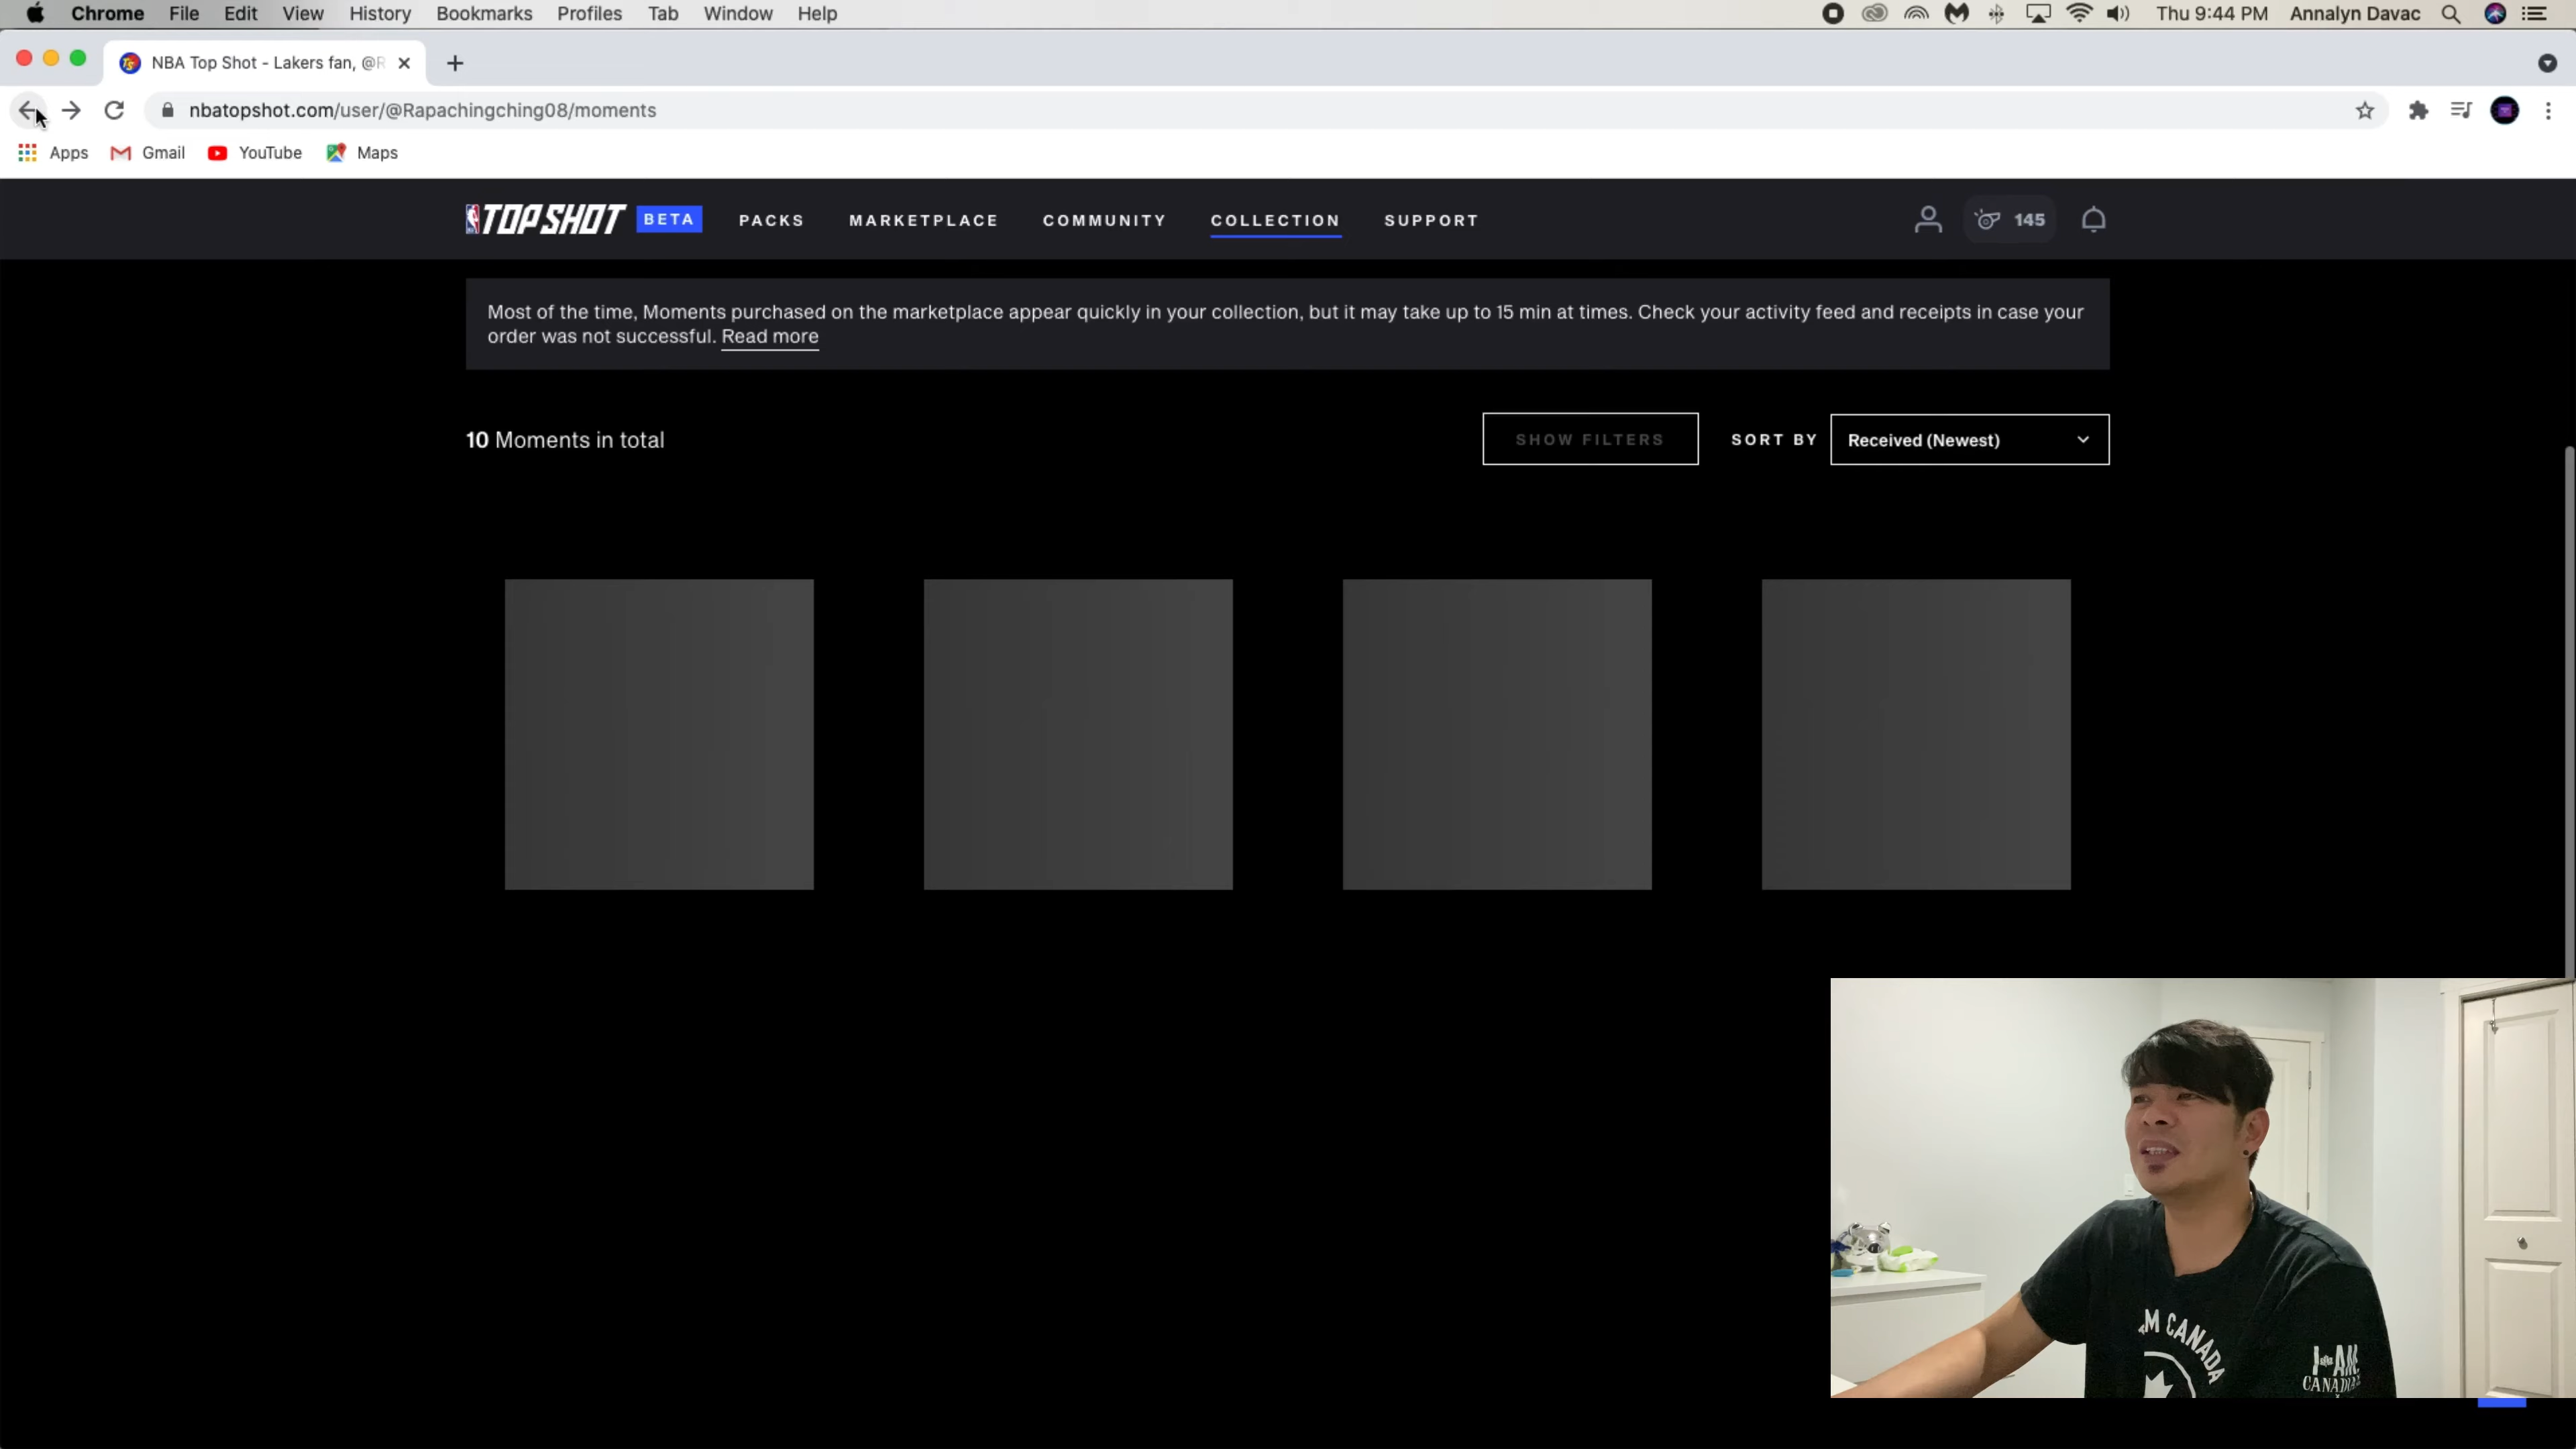 Chrome File Edit View History Bookmarks Profiles Tab Window Help Thu 9:44 PM Annalyn Davac
NBA Top Shot - Lakers fan, @R
nbatopshot.com/user/@Rapachingching08/moments
Apps Gmail YouTube Maps
TOP SHOT BETA PACKS MARKETPLACE COMMUNITY COLLECTION SUPPORT 145
Most of the time, Moments purchased on the marketplace appear quickly in your collection, but it may take up to 15 min at times. Check your activity feed and receipts in case your
order was not successful. Read more
10 Moments in total SHOW FILTERS SORT BY Received (Newest)
M CANADA
I AM